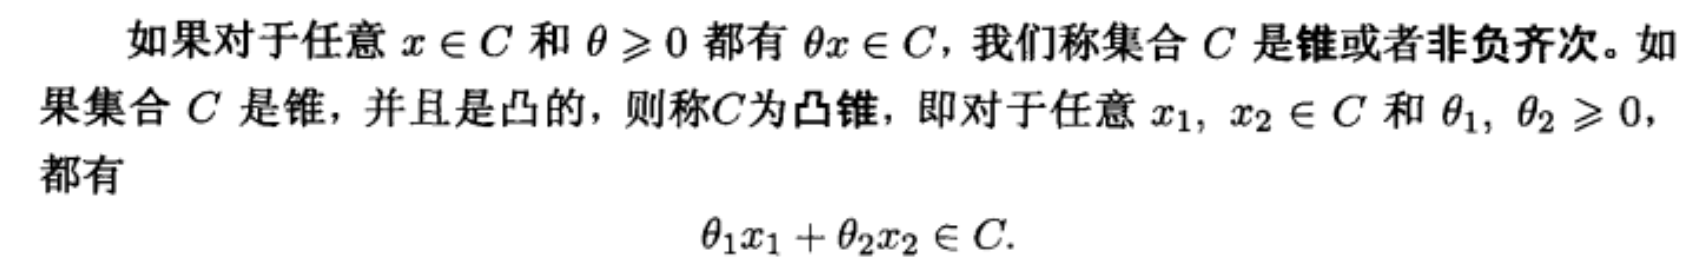 如果对于任意 x ∈ C 和 θ ⩾ 0 都有 θx ∈ C, 我们称集合 C 是锥或者非负齐次。如
果集合 C 是锥, 并且是凸的, 则称C为凸锥, 即对于任意 x₁, x₂ ∈ C 和 θ₁, θ₂ ⩾ 0,
都有
θ₁x₁ + θ₂x₂ ∈ C.